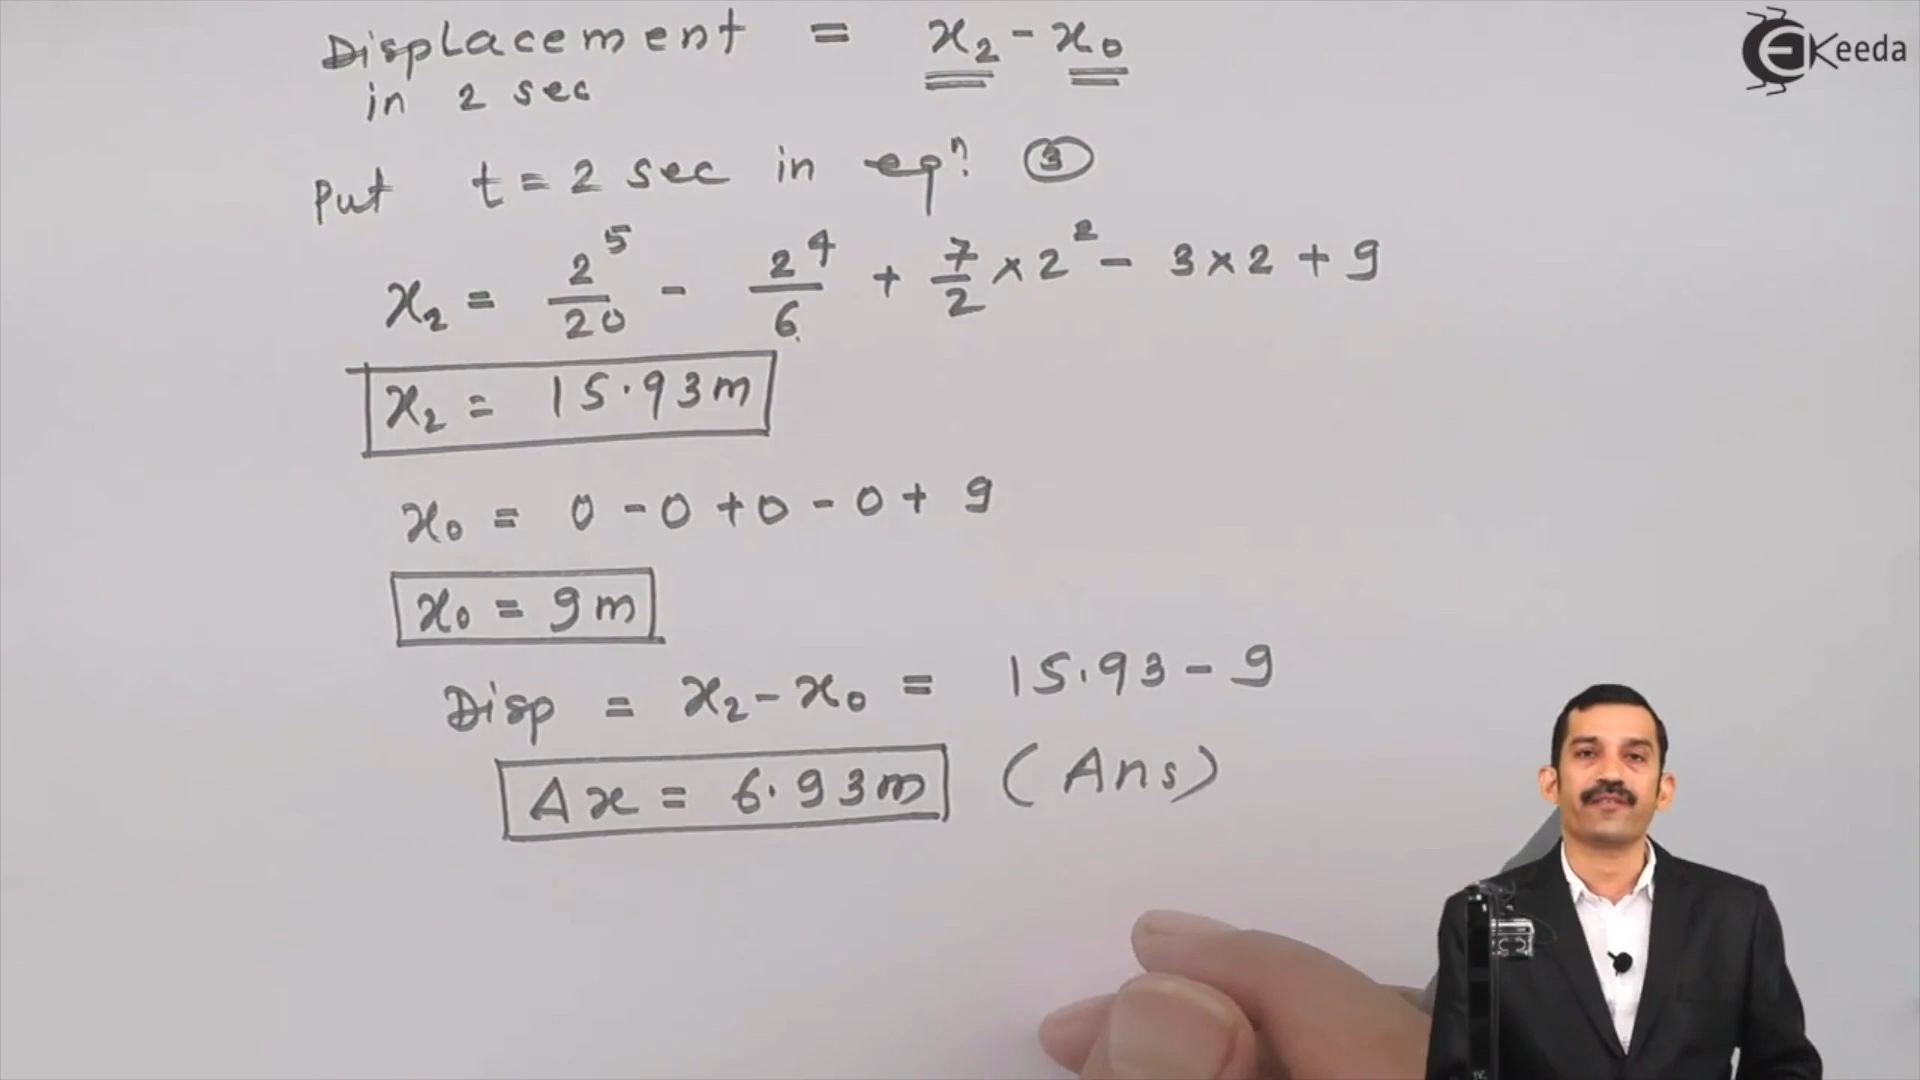 Displacement = x₂ - x₀
in 2 sec
Put t = 2 sec in eqⁿ. ③
x₂ = 2⁵/20 - 2⁴/6 + 7/2 × 2² - 3 × 2 + 9
x₂ = 15.93m
x₀ = 0 - 0 + 0 - 0 + 9
x₀ = 9m
Disp = x₂ - x₀ = 15.93 - 9
Δx = 6.93m (Ans)
EKeeda